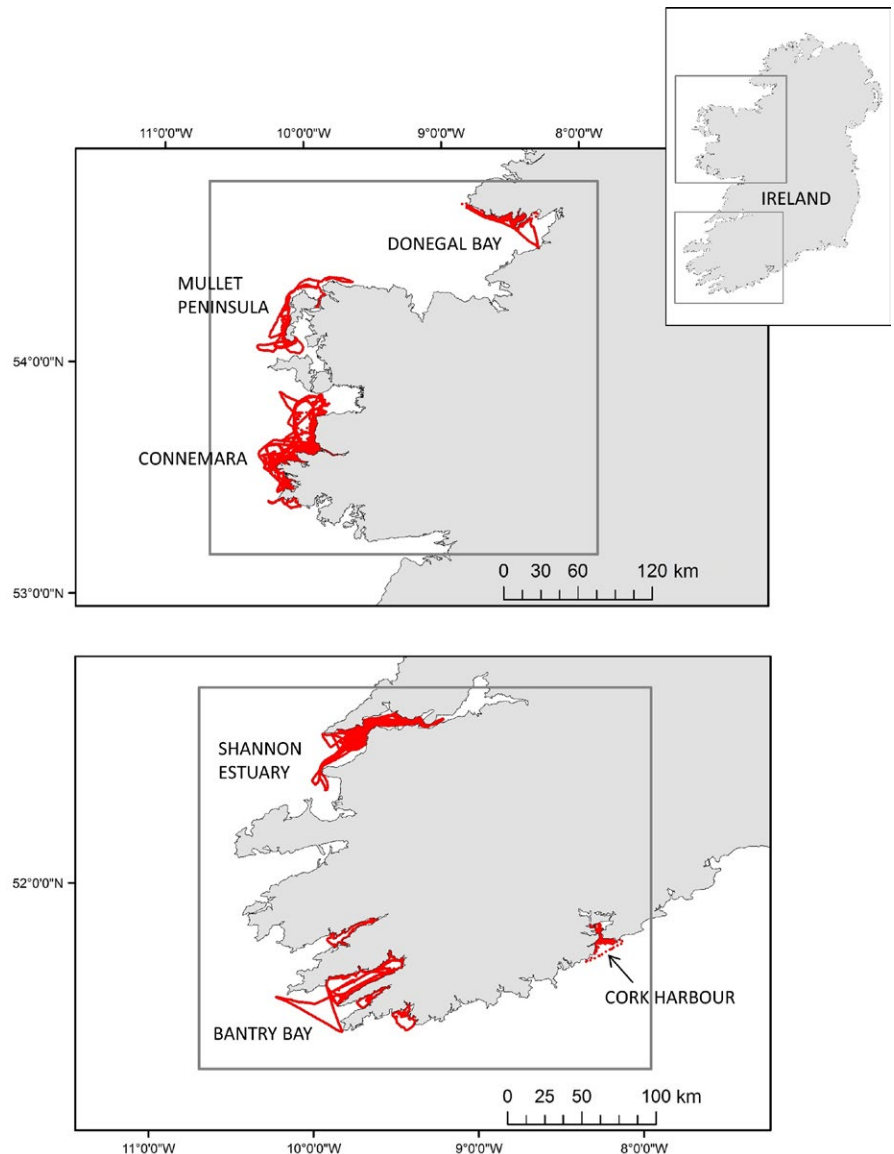 IRELAND
11°0'0"W 10°0'0"W 9°0'0"W 8°0'0"W
DONEGAL BAY
MULLET
PENINSULA
54°0'0"N
CONNEMARA
0 30 60 120 km
53°0'0"N
SHANNON
ESTUARY
52°0'0"N
CORK HARBOUR
BANTRY BAY
0 25 50 100 km
11°0'0"W 10°0'0"W 9°0'0"W 8°0'0"W